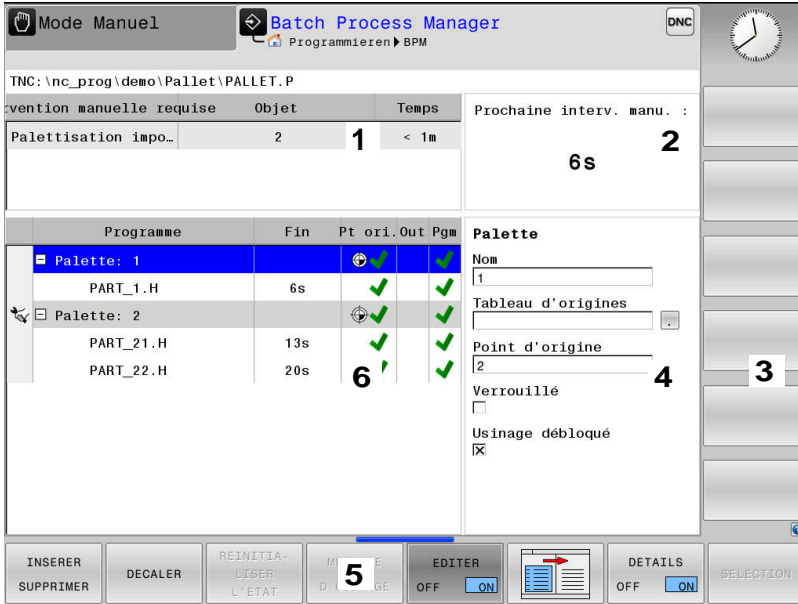 Mode Manuel
Batch Process Manager
DNC
Programmieren BPM
TNC:\nc_prog\demo\Pallet\PALLET.P
rvention manuelle requise Objet Temps
Palettisation impo… 2 < 1m
1
Prochaine interv. manu. :
2
6s
Programme Fin Pt ori. Out Pgm
Palette: 1
PART_1.H 6s
Palette: 2
PART_21.H 13s
PART_22.H 20s
6
Palette
Nom
1
Tableau d'origines
.
Point d'origine
2
4
Verrouillé
Usinage débloqué
3
INSERER
SUPPRIMER
DECALER
REINITIA-
LISER
L'ETAT
5
EDITER
OFF ON
DETAILS
OFF ON
SELECTION